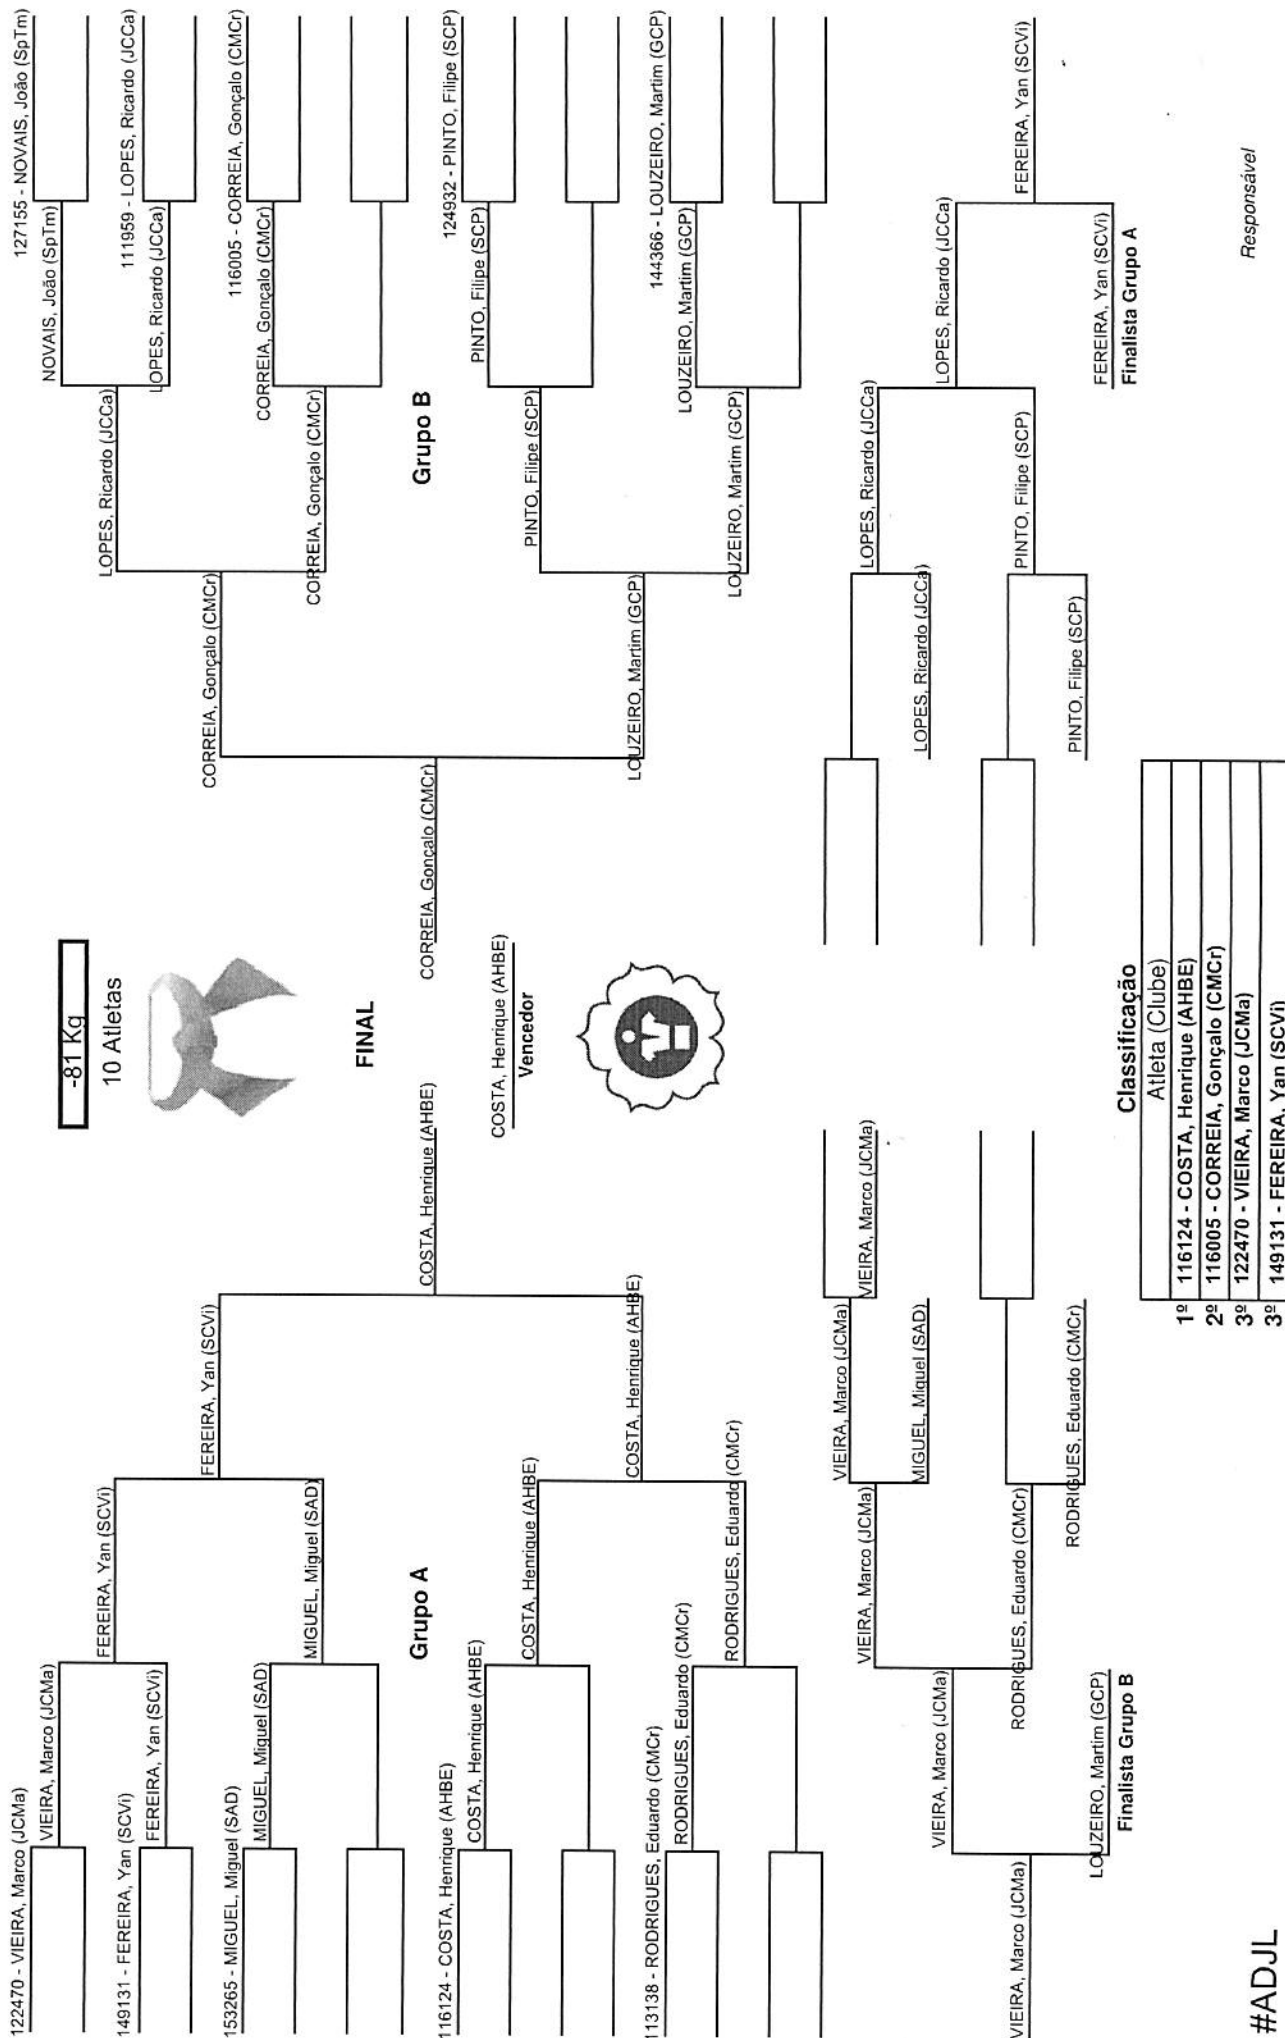 -81 Kg
10 Atletas
122470 - VIEIRA, Marco (JCMa)
VIEIRA, Marco (JCMa)
FEREIRA, Yan (SCVi)
149131 - FEREIRA, Yan (SCVi)
FEREIRA, Yan (SCVi)
FEREIRA, Yan (SCVi)
153265 - MIGUEL, Miguel (SAD)
MIGUEL, Miguel (SAD)
MIGUEL, Miguel (SAD)
Grupo A
COSTA, Henrique (AHBE)
116124 - COSTA, Henrique (AHBE)
COSTA, Henrique (AHBE)
COSTA, Henrique (AHBE)
COSTA, Henrique (AHBE)
113138 - RODRIGUES, Eduardo (CMCr)
RODRIGUES, Eduardo (CMCr)
RODRIGUES, Eduardo (CMCr)
FINAL
COSTA, Henrique (AHBE)
Vencedor
127155 - NOVAIS, João (SpTm)
NOVAIS, João (SpTm)
LOPES, Ricardo (JCCa)
111959 - LOPES, Ricardo (JCCa)
LOPES, Ricardo (JCCa)
CORREIA, Gonçalo (CMCr)
116005 - CORREIA, Gonçalo (CMCr)
CORREIA, Gonçalo (CMCr)
CORREIA, Gonçalo (CMCr)
Grupo B
CORREIA, Gonçalo (CMCr)
124932 - PINTO, Filipe (SCP)
PINTO, Filipe (SCP)
PINTO, Filipe (SCP)
LOUZEIRO, Martim (GCP)
144366 - LOUZEIRO, Martim (GCP)
LOUZEIRO, Martim (GCP)
LOUZEIRO, Martim (GCP)
VIEIRA, Marco (JCMa)
VIEIRA, Marco (JCMa)
VIEIRA, Marco (JCMa)
MIGUEL, Miguel (SAD)
VIEIRA, Marco (JCMa)
RODRIGUES, Eduardo (CMCr)
RODRIGUES, Eduardo (CMCr)
VIEIRA, Marco (JCMa)
LOUZEIRO, Martim (GCP)
Finalista Grupo B
LOPES, Ricardo (JCCa)
LOPES, Ricardo (JCCa)
LOPES, Ricardo (JCCa)
PINTO, Filipe (SCP)
PINTO, Filipe (SCP)
FEREIRA, Yan (SCVi)
FEREIRA, Yan (SCVi)
Finalista Grupo A
Classificação
Atleta (Clube)
1º 116124 - COSTA, Henrique (AHBE)
2º 116005 - CORREIA, Gonçalo (CMCr)
3º 122470 - VIEIRA, Marco (JCMa)
3º 149131 - FEREIRA, Yan (SCVi)
#ADJL
Responsável